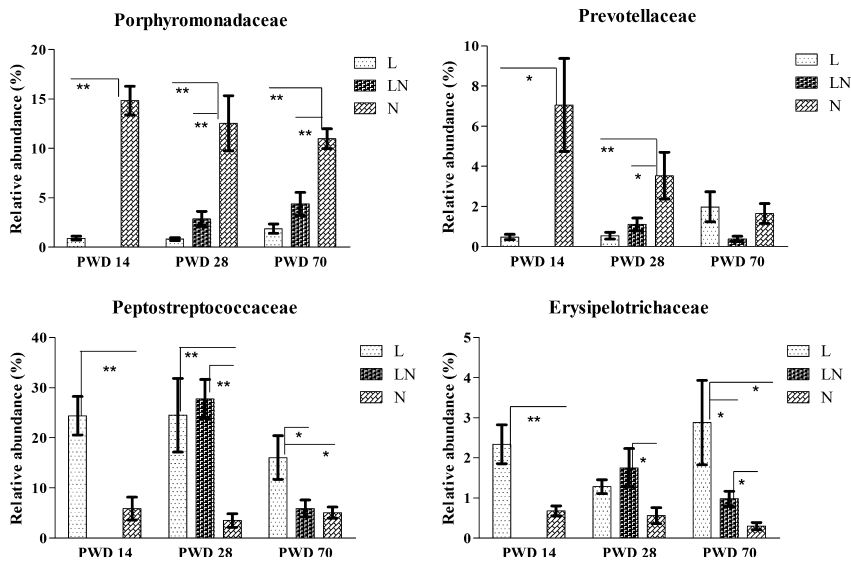 Porphyromonadaceae
Relative abundance (%)
20
15
10
5
0
**
**
**
**
**
PWD 14
PWD 28
PWD 70
L
LN
N
Prevotellaceae
Relative abundance (%)
10
8
6
4
2
0
*
**
*
PWD 14
PWD 28
PWD 70
L
LN
N
Peptostreptococcaceae
Relative abundance (%)
40
30
20
10
0
**
**
**
*
*
PWD 14
PWD 28
PWD 70
L
LN
N
Erysipelotrichaceae
Relative abundance (%)
5
4
3
2
1
0
**
*
*
*
*
PWD 14
PWD 28
PWD 70
L
LN
N